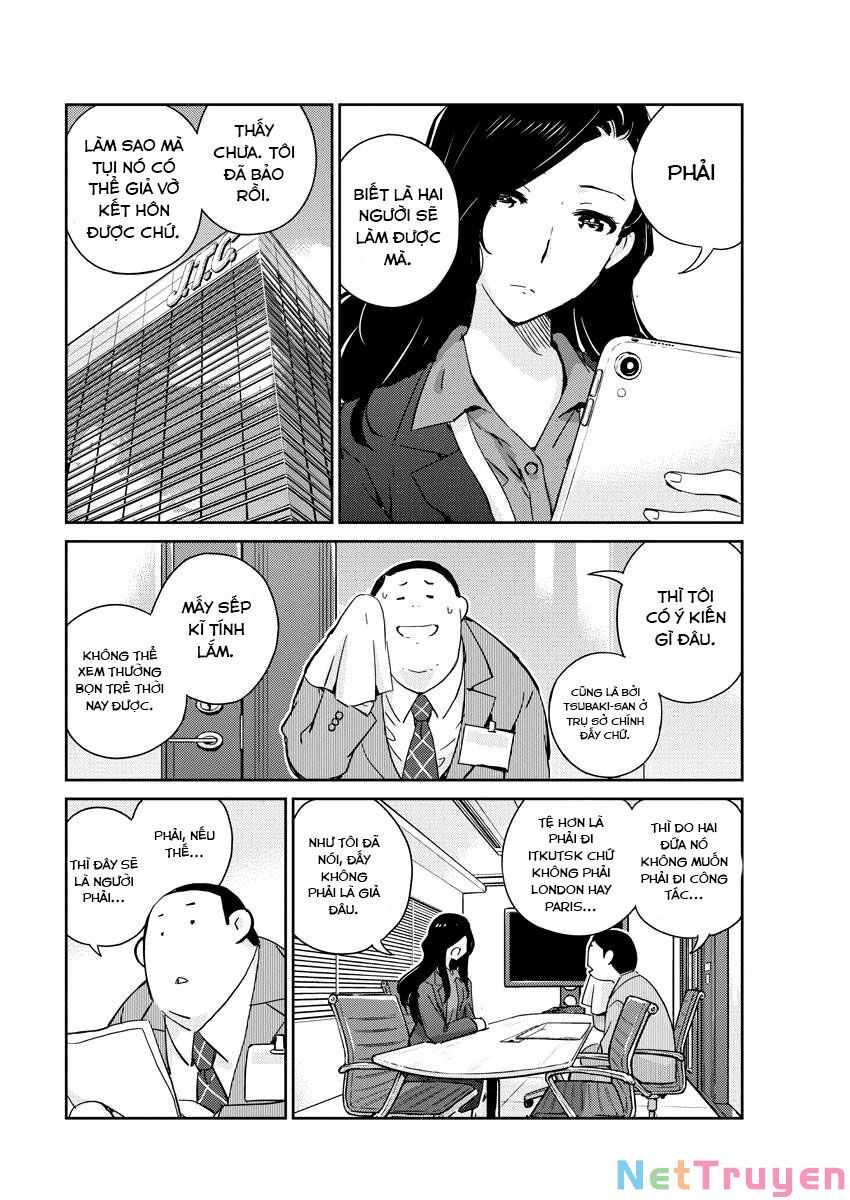 PHẢI
BIẾT LÀ HAI
NGƯỜI SẼ
LÀM ĐƯỢC
MÀ.
THẤY
CHƯA. TÔI
ĐÃ BẢO
RỒI.
LÀM SAO MÀ
TỤI NÓ CÓ
THỂ GIẢ VỜ
KẾT HÔN
ĐƯỢC CHỨ.
J.T.C.
THÌ TÔI
CÓ Ý KIẾN
GÌ ĐÂU.
CŨNG LÀ BỞI
TSUBAKI-SAN Ở
TRỤ SỞ CHÍNH
ĐẤY CHỨ.
MẤY SẾP
KĨ TÍNH
LẮM.
KHÔNG THỂ
XEM THƯỜNG
BỌN TRẺ THỜI
NAY ĐƯỢC.
THÌ DO HAI
ĐỨA NÓ
KHÔNG MUỐN
PHẢI ĐI CÔNG
TÁC...
TỆ HƠN LÀ
PHẢI ĐI
ITKUTSK CHỨ
KHÔNG PHẢI
LONDON HAY
PARIS...
NHƯ TÔI ĐÃ
NÓI, ĐẤY
KHÔNG
PHẢI LÀ GIẢ
ĐÂU.
PHẢI, NẾU
THẾ...
THÌ ĐÂY SẼ
LÀ NGƯỜI
PHẢI...
NetTruyen